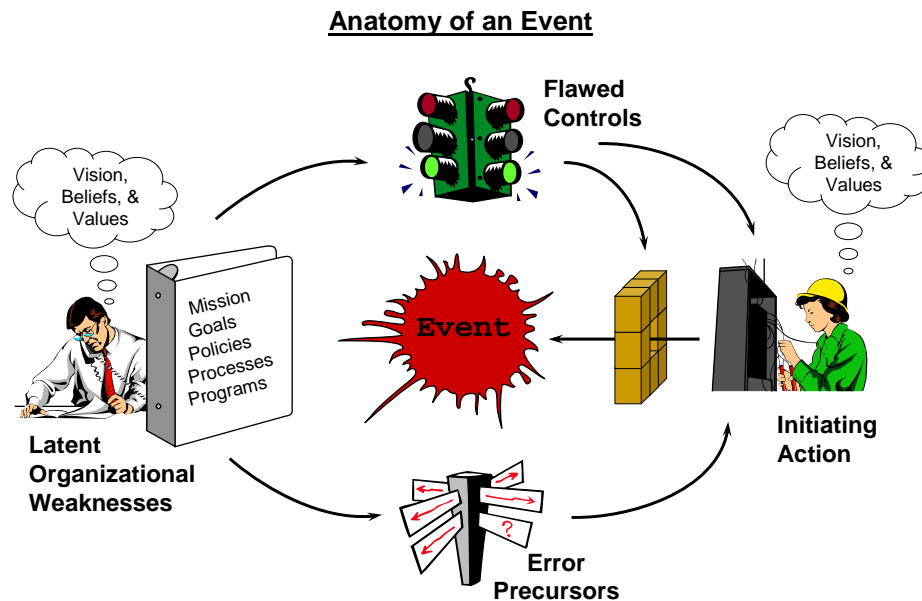 Anatomy of an Event
Flawed
Controls
Vision,
Beliefs, &
Values
Vision,
Beliefs, &
Values
Mission
Goals
Policies
Processes
Programs
Event
Latent
Organizational
Weaknesses
Initiating
Action
?
Error
Precursors